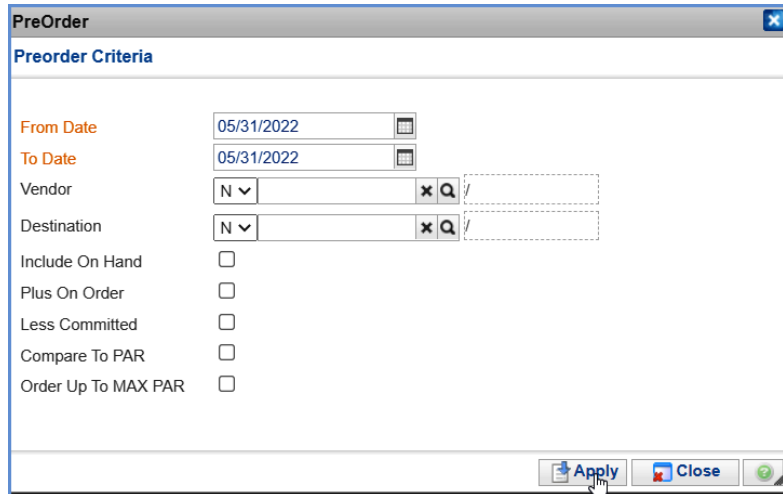 PreOrder
Preorder Criteria
From Date 05/31/2022
To Date 05/31/2022
Vendor N /
Destination N /
Include On Hand
Plus On Order
Less Committed
Compare To PAR
Order Up To MAX PAR
Apply Close ?